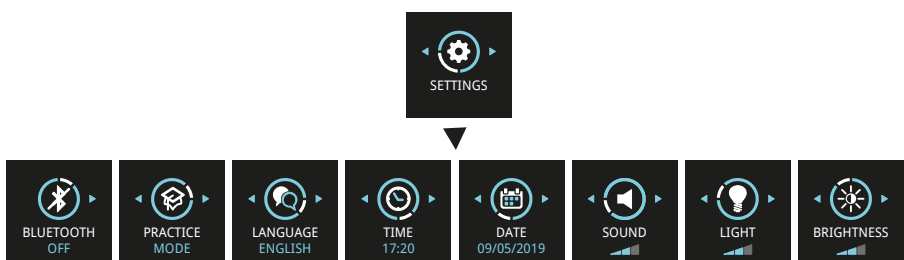 SETTINGS
BLUETOOTH
OFF
PRACTICE
MODE
LANGUAGE
ENGLISH
TIME
17:20
DATE
09/05/2019
SOUND
LIGHT
BRIGHTNESS